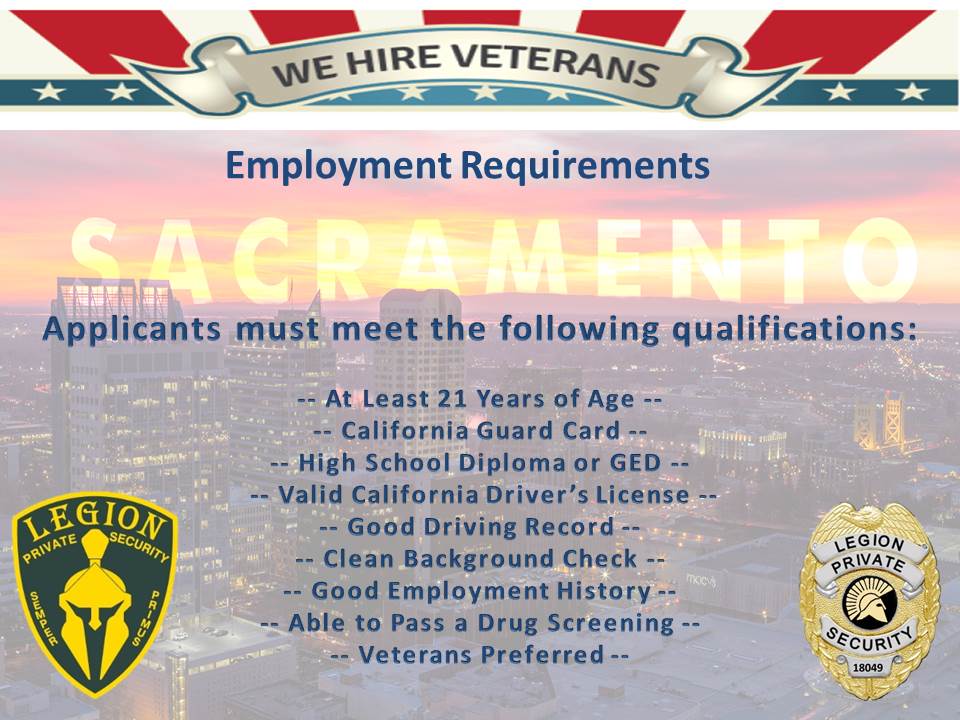 WE HIRE VETERANS
Employment Requirements
SACRAMENTO
Applicants must meet the following qualifications:
-- At Least 21 Years of Age --
-- California Guard Card --
-- High School Diploma or GED --
-- Valid California Driver’s License --
-- Good Driving Record --
-- Clean Background Check --
-- Good Employment History --
-- Able to Pass a Drug Screening --
-- Veterans Preferred --
LEGION
PRIVATE SECURITY
SEMPER PRIMUS
LEGION
PRIVATE
SECURITY
18049
macys